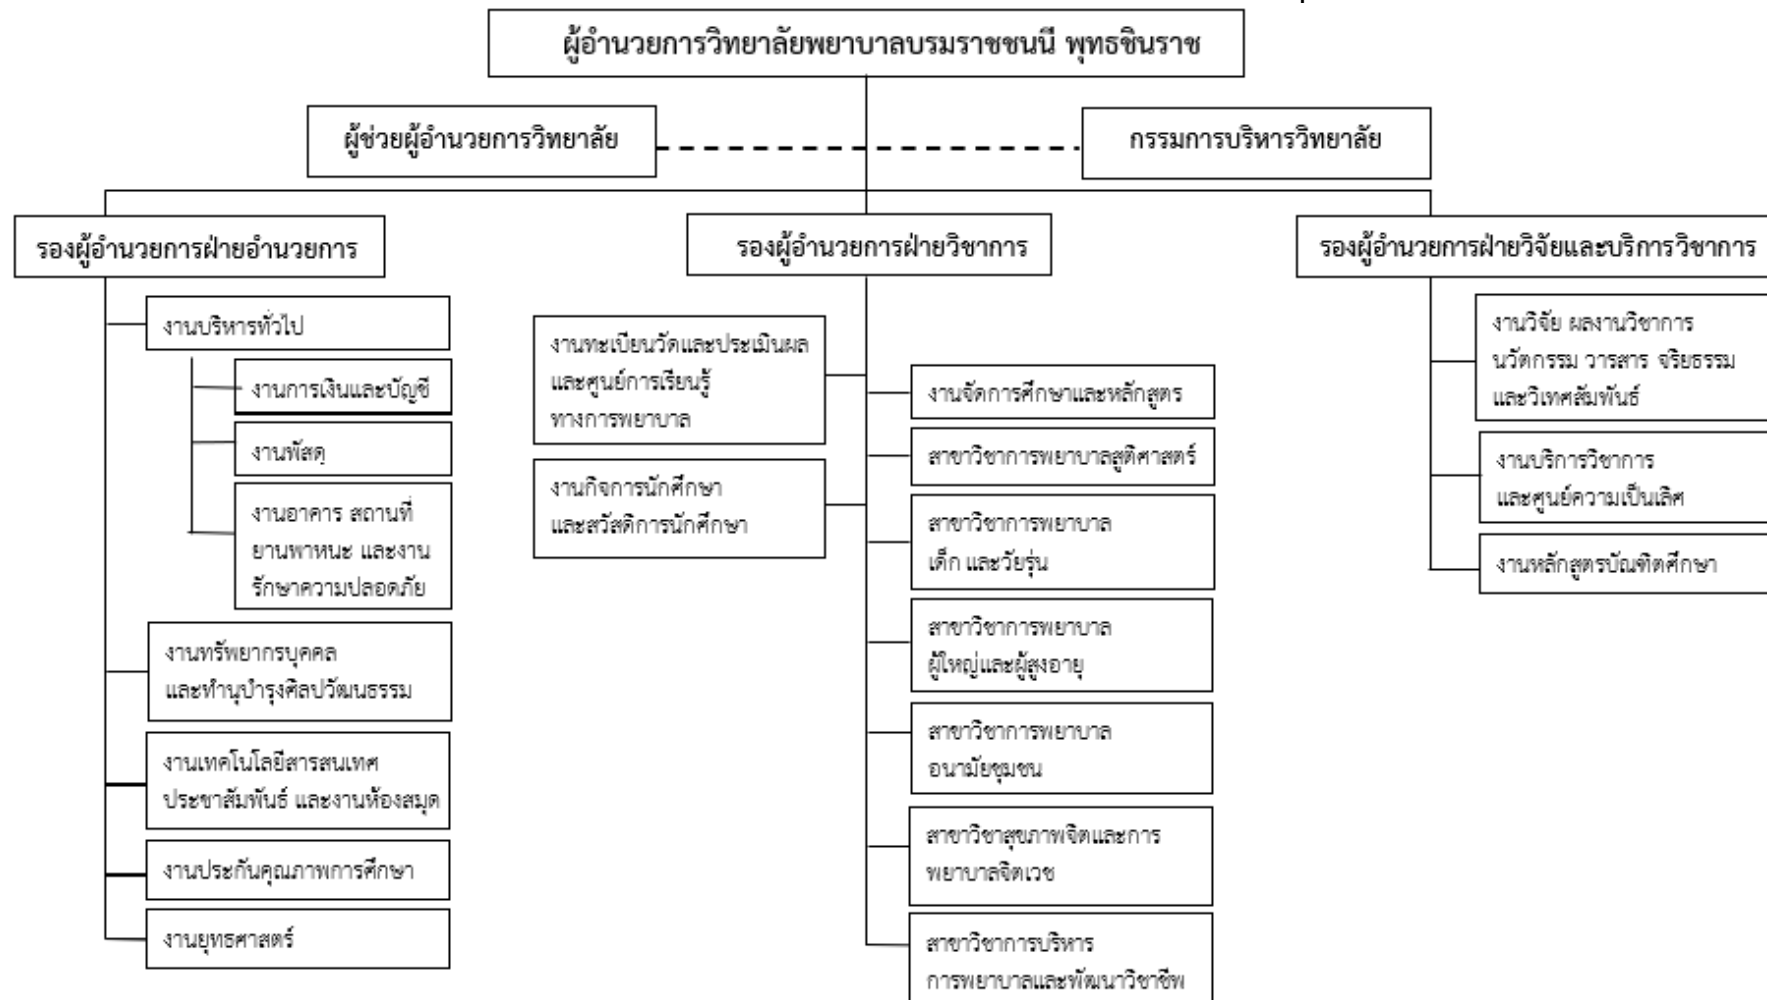 ผู้อำนวยการวิทยาลัยพยาบาลบรมราชชนนี พุทธชินราช
ผู้ช่วยผู้อำนวยการวิทยาลัย
กรรมการบริหารวิทยาลัย
รองผู้อำนวยการฝ่ายอำนวยการ
งานบริหารทั่วไป
งานการเงินและบัญชี
งานพัสดุ
งานอาคาร สถานที่
ยานพาหนะ และงาน
รักษาความปลอดภัย
งานทรัพยากรบุคคล
และทำนุบำรุงศิลปวัฒนธรรม
งานเทคโนโลยีสารสนเทศ
ประชาสัมพันธ์ และงานห้องสมุด
งานประกันคุณภาพการศึกษา
งานยุทธศาสตร์
รองผู้อำนวยการฝ่ายวิชาการ
งานทะเบียนวัดและประเมินผล
และศูนย์การเรียนรู้
ทางการพยาบาล
งานกิจการนักศึกษา
และสวัสดิการนักศึกษา
งานจัดการศึกษาและหลักสูตร
สาขาวิชาการพยาบาลสูติศาสตร์
สาขาวิชาการพยาบาล
เด็ก และวัยรุ่น
สาขาวิชาการพยาบาล
ผู้ใหญ่และผู้สูงอายุ
สาขาวิชาการพยาบาล
อนามัยชุมชน
สาขาวิชาสุขภาพจิตและการ
พยาบาลจิตเวช
สาขาวิชาการบริหาร
การพยาบาลและพัฒนาวิชาชีพ
รองผู้อำนวยการฝ่ายวิจัยและบริการวิชาการ
งานวิจัย ผลงานวิชาการ
นวัตกรรม วารสาร จริยธรรม
และวิเทศสัมพันธ์
งานบริการวิชาการ
และศูนย์ความเป็นเลิศ
งานหลักสูตรบัณฑิตศึกษา